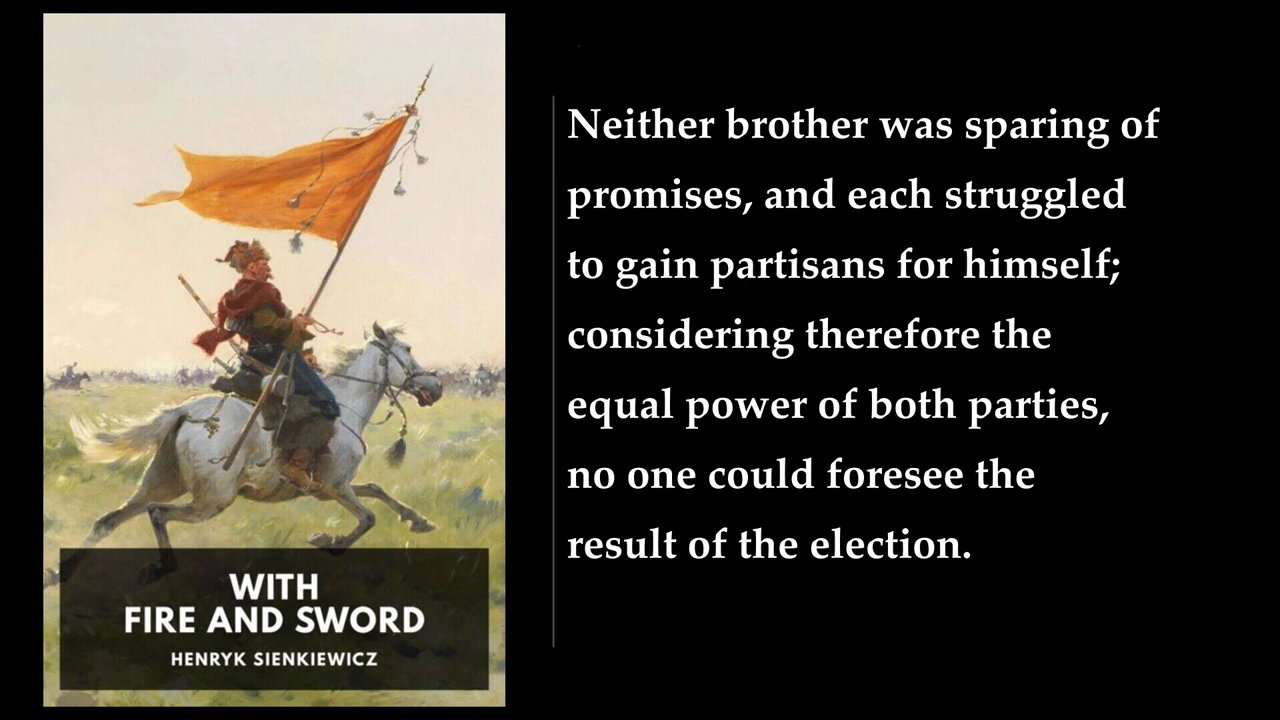 WITH
FIRE AND SWORD
HENRYK SIENKIEWICZ
Neither brother was sparing of
promises, and each struggled
to gain partisans for himself;
considering therefore the
equal power of both parties,
no one could foresee the
result of the election.